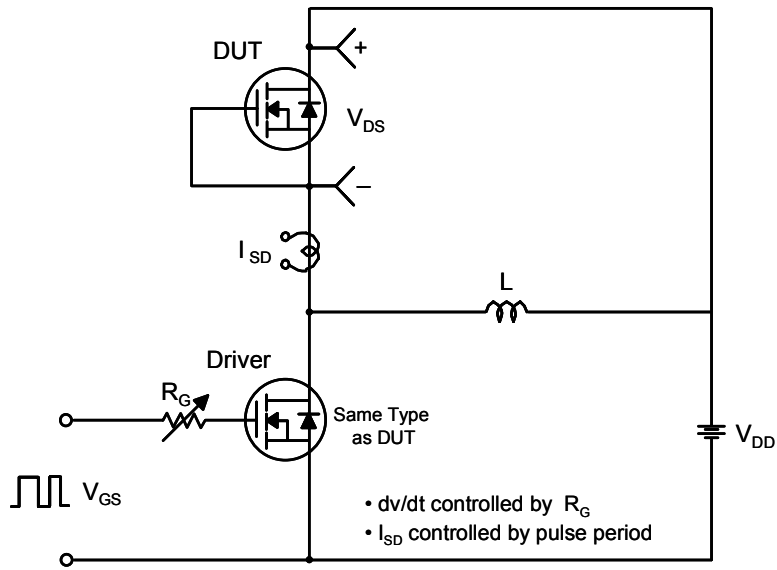 DUT
+
V_DS
–
I_SD
L
Driver
R_G
Same Type
as DUT
V_DD
V_GS
• dv/dt controlled by R_G
• I_SD controlled by pulse period